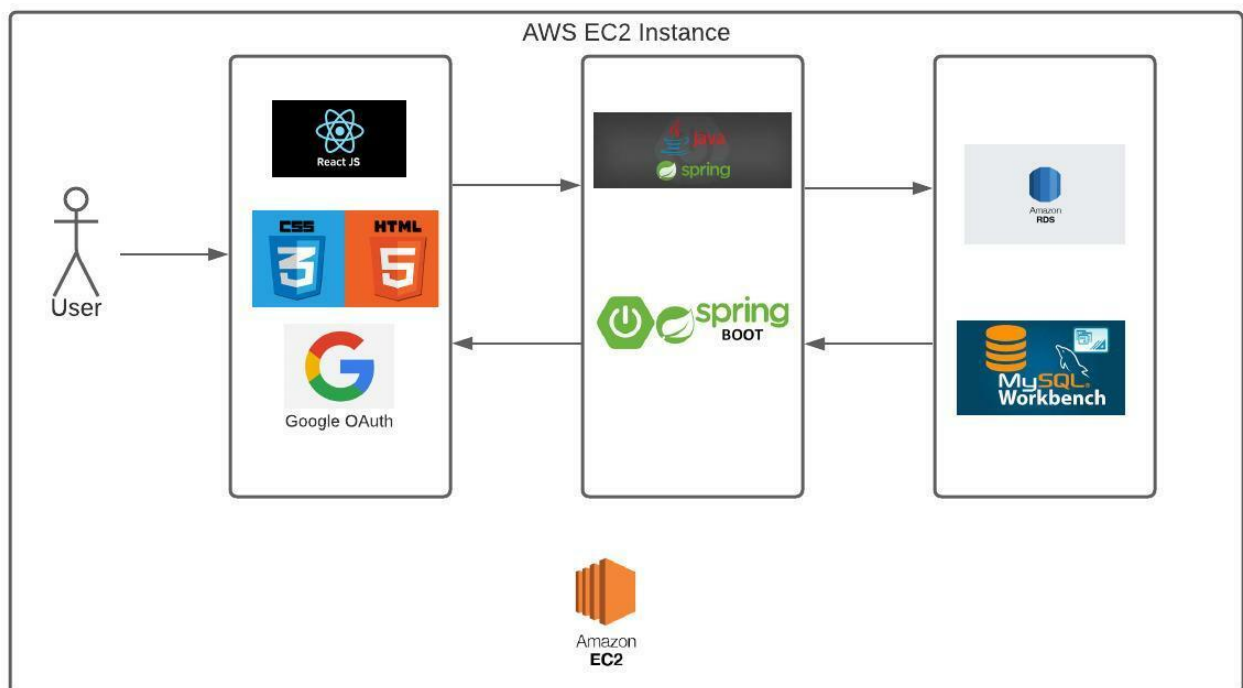 AWS EC2 Instance
User
React JS
CSS
3
HTML
5
Google OAuth
Java
spring
spring
BOOT
Amazon
RDS
MySQL®
Workbench
Amazon
EC2